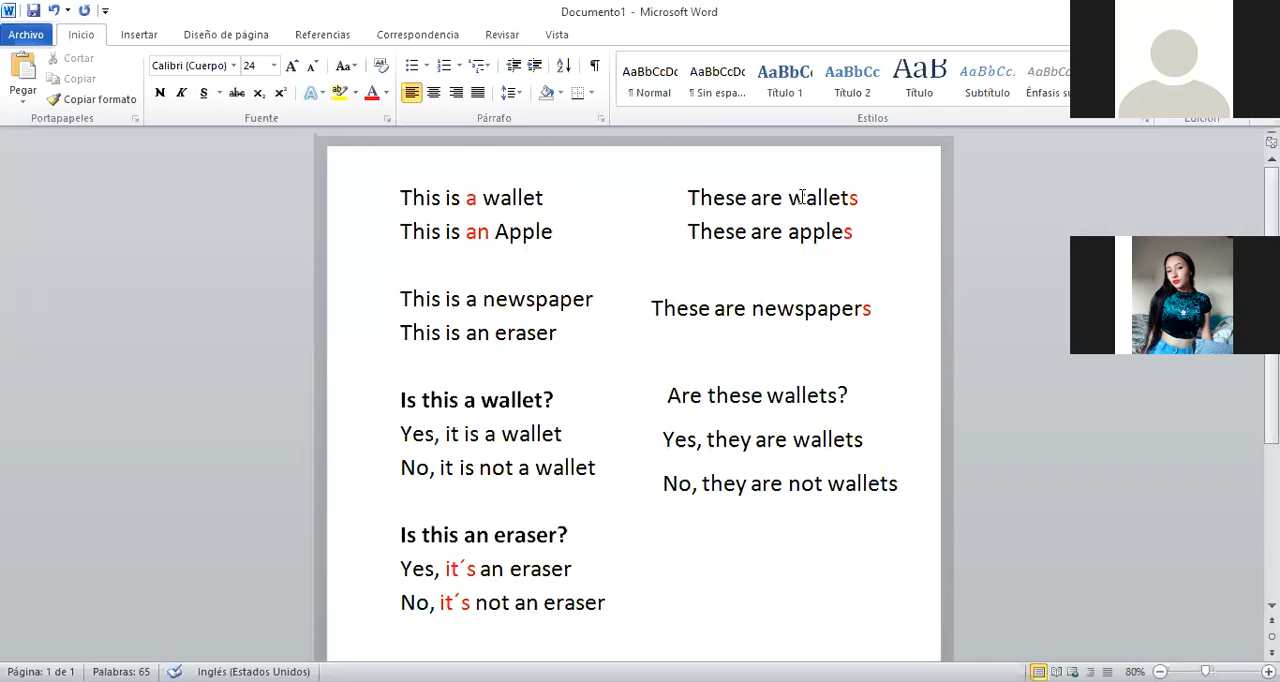 Documento1 - Microsoft Word
Archivo Inicio Insertar Diseño de página Referencias Correspondencia Revisar Vista
Cortar
Copiar
Copiar formato
Pegar
Portapapeles
Calibri (Cuerpo) 24
Fuente
Párrafo
AaBbCcDc AaBbCcDc AaBbC AaBbCc AaB AaBbCc. AaBbCc
¶ Normal ¶ Sin espa... Título 1 Título 2 Título Subtítulo Énfasis
Estilos
This is a wallet
This is an Apple
These are wallets
These are apples
This is a newspaper
This is an eraser
These are newspapers
Is this a wallet?
Yes, it is a wallet
No, it is not a wallet
Are these wallets?
Yes, they are wallets
No, they are not wallets
Is this an eraser?
Yes, it´s an eraser
No, it´s not an eraser
Página: 1 de 1 Palabras: 65 Inglés (Estados Unidos) 80%